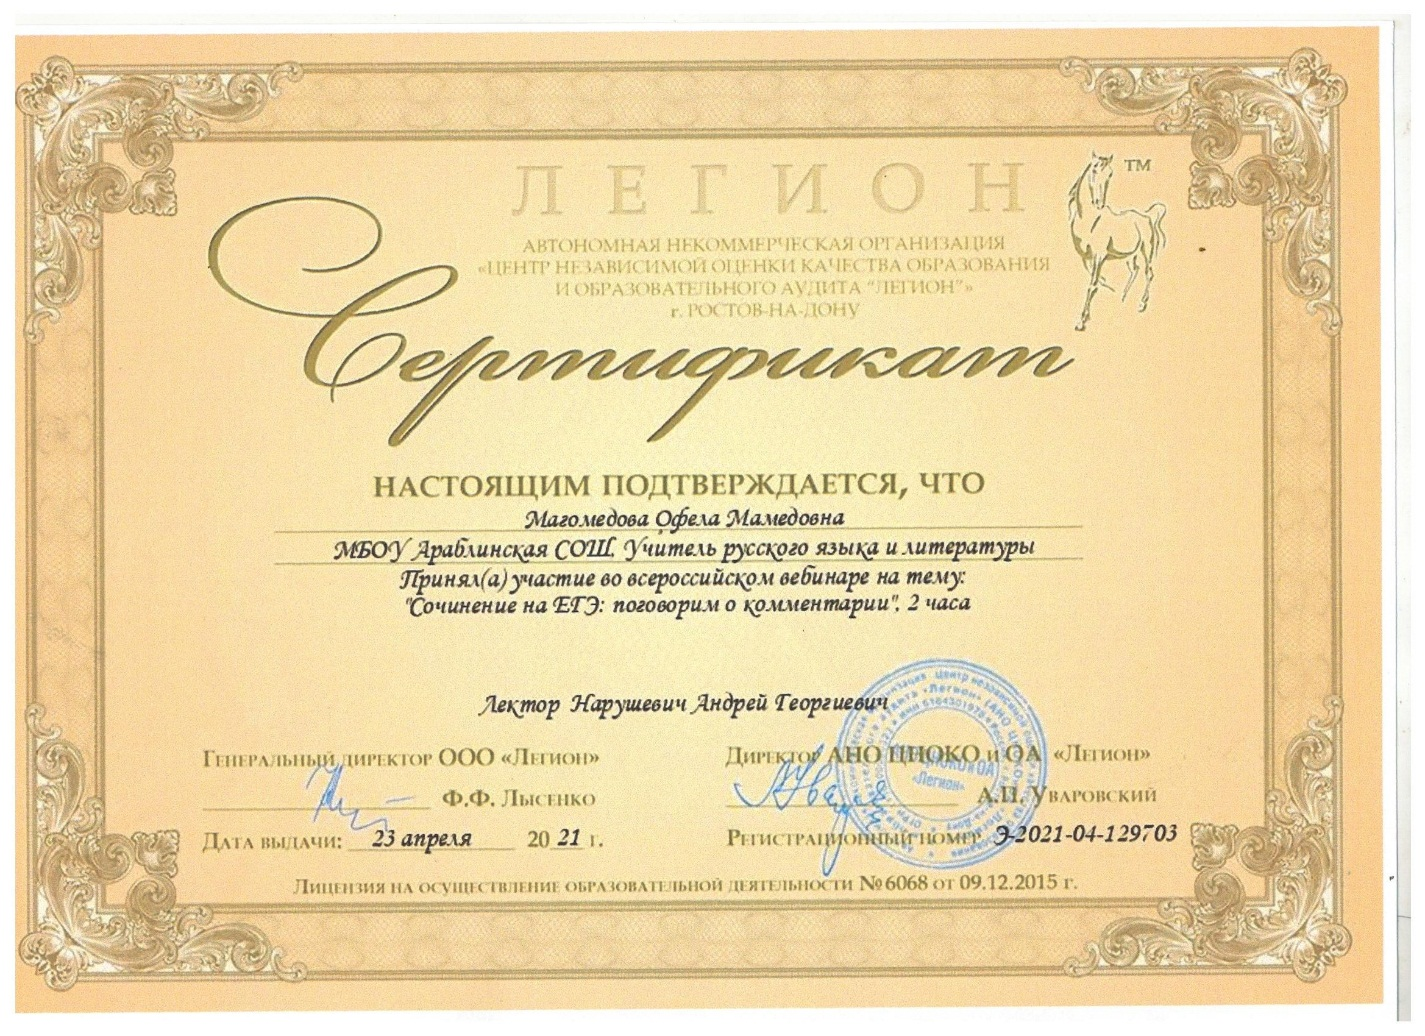 ЛЕГИОН
TM
АВТОНОМНАЯ НЕКОММЕРЧЕСКАЯ ОРГАНИЗАЦИЯ
«ЦЕНТР НЕЗАВИСИМОЙ ОЦЕНКИ КАЧЕСТВА ОБРАЗОВАНИЯ
И ОБРАЗОВАТЕЛЬНОГО АУДИТА "ЛЕГИОН"»
г. РОСТОВ-НА-ДОНУ
Сертификат
НАСТОЯЩИМ ПОДТВЕРЖДАЕТСЯ, ЧТО
Магомедова Офела Мамедовна
МБОУ Араблинская СОШ, Учитель русского языка и литературы
Принял(а) участие во всероссийском вебинаре на тему:
"Сочинение на ЕГЭ: поговорим о комментарии", 2 часа
Лектор Нарушевич Андрей Георгиевич
ГЕНЕРАЛЬНЫЙ ДИРЕКТОР ООО «ЛЕГИОН»
Ф.Ф. ЛЫСЕНКО
ДИРЕКТОР АНО ЦНОКО и ОА «ЛЕГИОН»
А.П. УВАРОВСКИЙ
ДАТА ВЫДАЧИ: 23 апреля 2021 г.
РЕГИСТРАЦИОННЫЙ НОМЕР Э-2021-04-129703
ЛИЦЕНЗИЯ НА ОСУЩЕСТВЛЕНИЕ ОБРАЗОВАТЕЛЬНОЙ ДЕЯТЕЛЬНОСТИ №6068 от 09.12.2015 г.